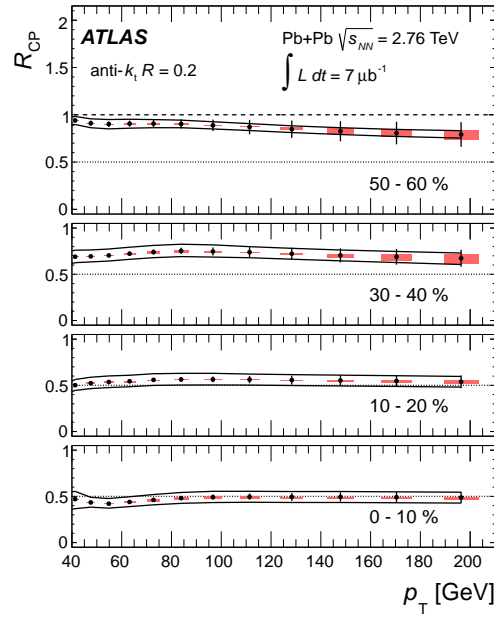 R_CP
ATLAS
Pb+Pb √s_NN = 2.76 TeV
anti-k_t R = 0.2
∫ L dt = 7 μb⁻¹
2
1.5
1
0.5
0
50 - 60 %
1
0.5
0
30 - 40 %
1
0.5
0
10 - 20 %
1
0.5
0
0 - 10 %
40 60 80 100 120 140 160 180 200
p_T [GeV]